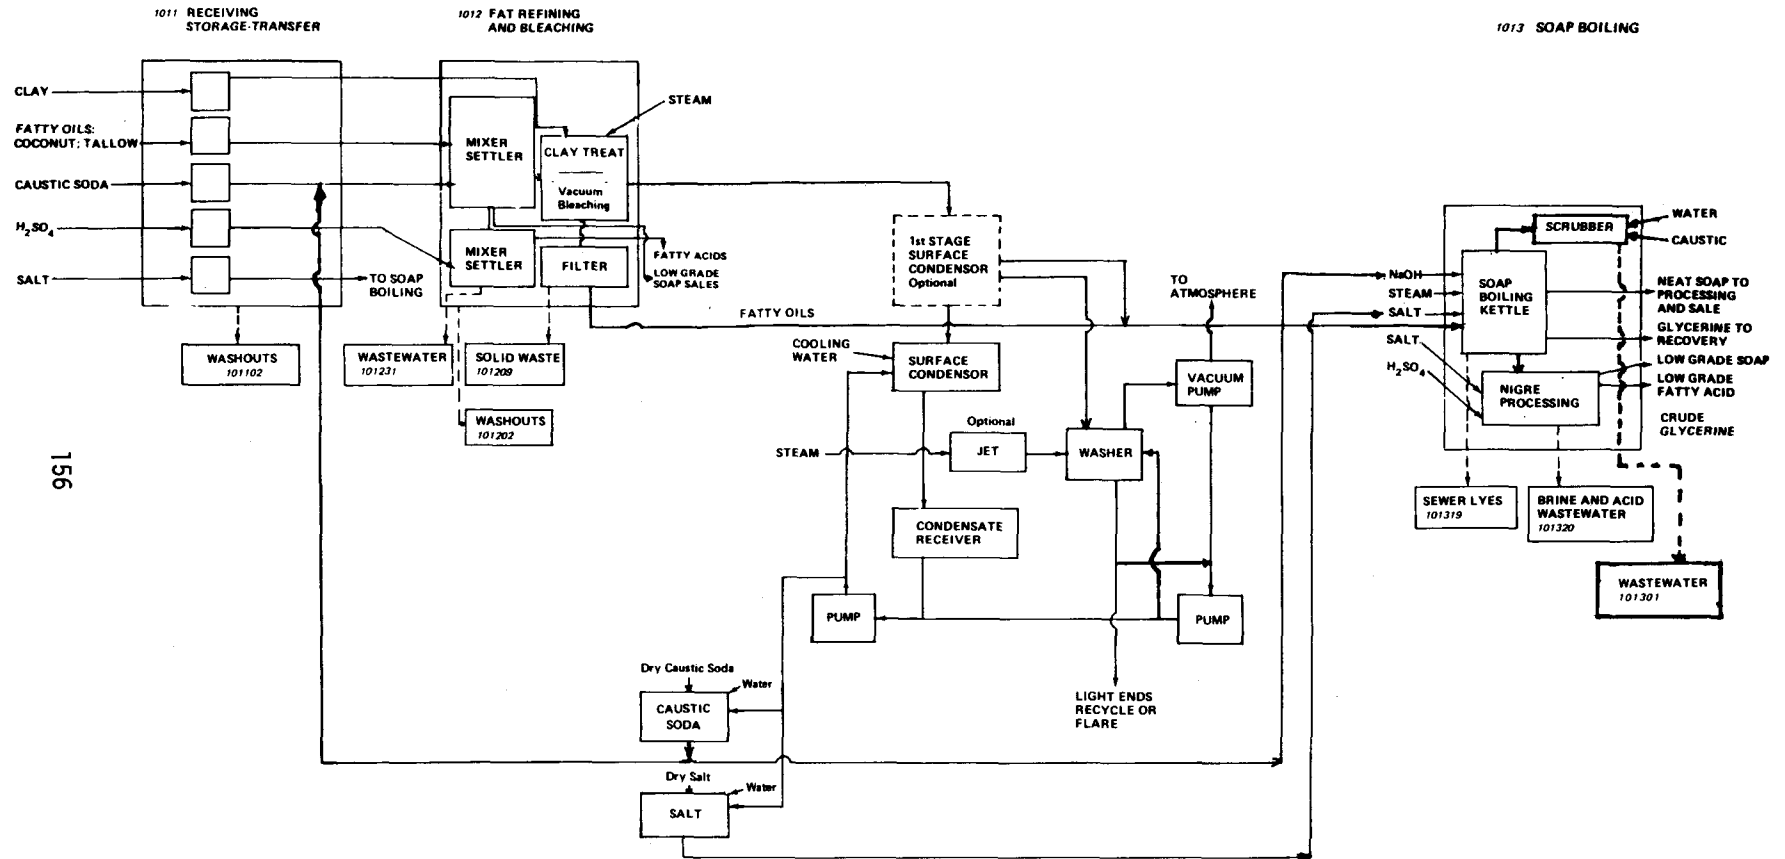 1011 RECEIVING
STORAGE-TRANSFER
1012 FAT REFINING
AND BLEACHING
1013 SOAP BOILING
CLAY
FATTY OILS:
COCONUT; TALLOW
CAUSTIC SODA
H2SO4
SALT
TO SOAP
BOILING
WASHOUTS
101102
MIXER
SETTLER
MIXER
SETTLER
STEAM
CLAY TREAT
Vacuum
Bleaching
FILTER
FATTY ACIDS
LOW GRADE
SOAP SALES
WASTEWATER
101231
SOLID WASTE
101209
WASHOUTS
101202
FATTY OILS
1st STAGE
SURFACE
CONDENSOR
Optional
COOLING
WATER
SURFACE
CONDENSOR
TO
ATMOSPHERE
VACUUM
PUMP
Optional
STEAM
JET
WASHER
CONDENSATE
RECEIVER
PUMP
PUMP
LIGHT ENDS
RECYCLE OR
FLARE
Dry Caustic Soda
Water
CAUSTIC
SODA
Dry Salt
Water
SALT
SCRUBBER
WATER
CAUSTIC
NaOH
STEAM
SALT
SALT
H2SO4
SOAP
BOILING
KETTLE
NIGRE
PROCESSING
NEAT SOAP TO
PROCESSING
AND SALE
GLYCERINE TO
RECOVERY
LOW GRADE SOAP
LOW GRADE
FATTY ACID
CRUDE
GLYCERINE
SEWER LYES
101319
BRINE AND ACID
WASTEWATER
101320
WASTEWATER
101301
156